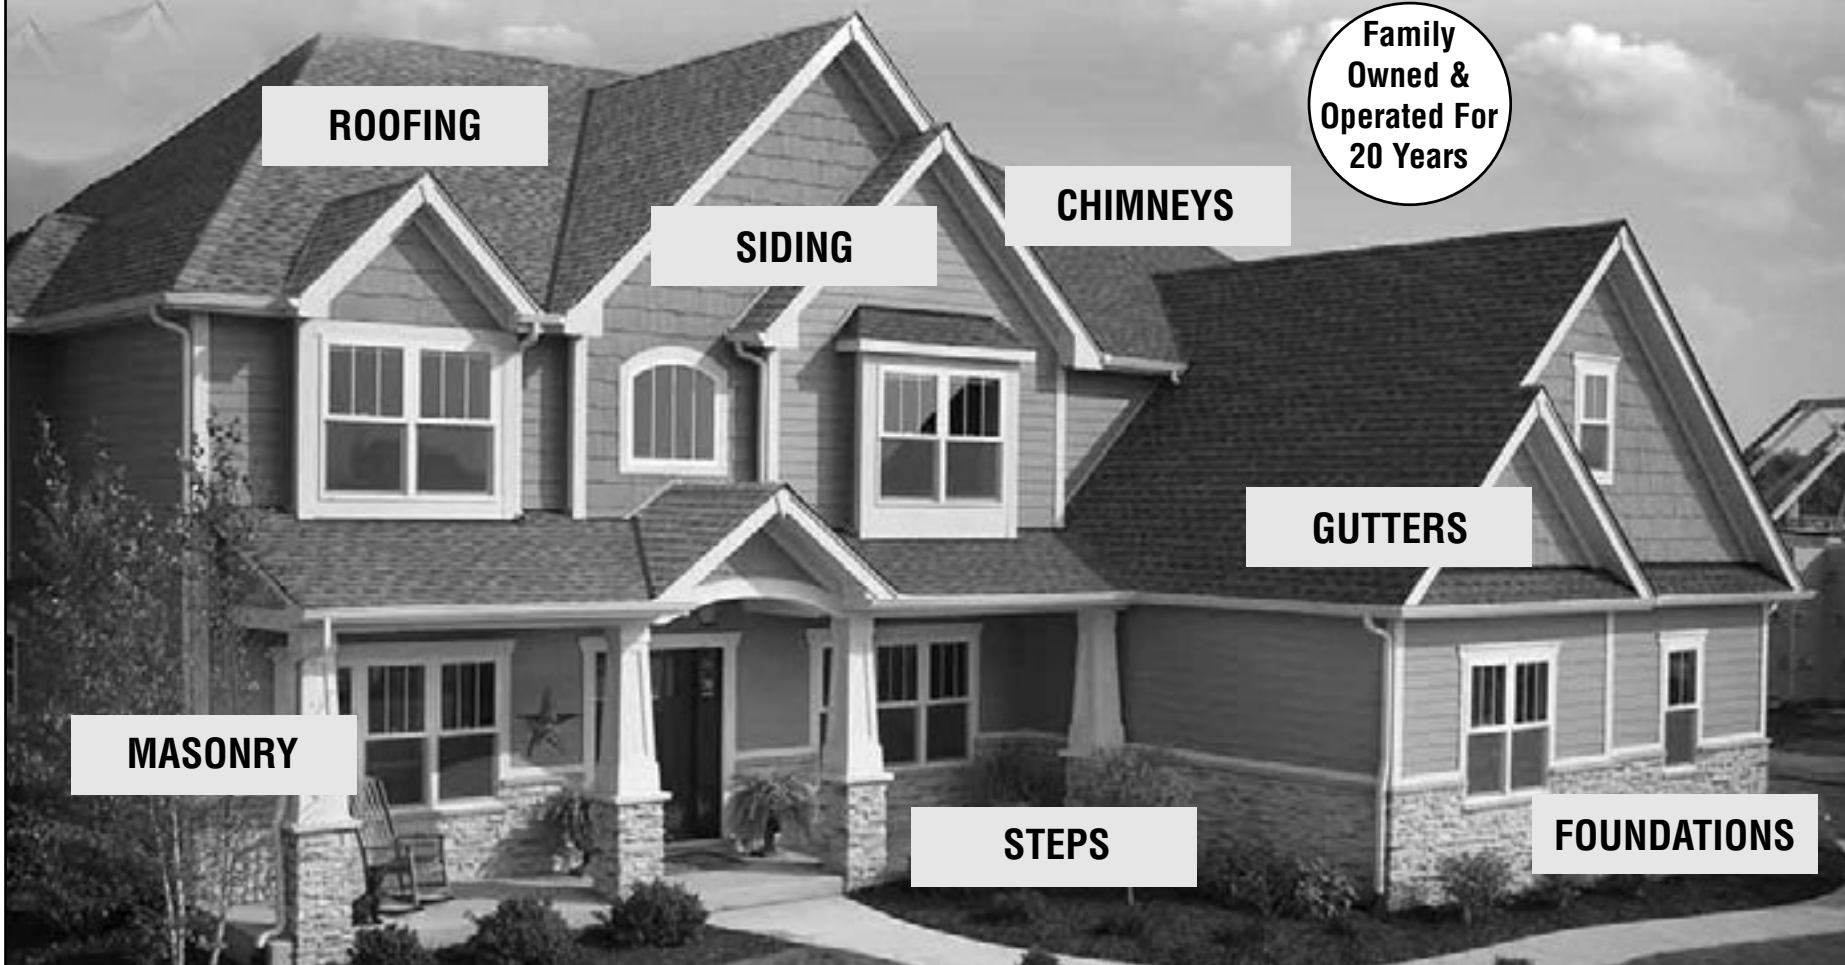 Family
Owned &
Operated For
20 Years
ROOFING
CHIMNEYS
SIDING
GUTTERS
MASONRY
STEPS
FOUNDATIONS